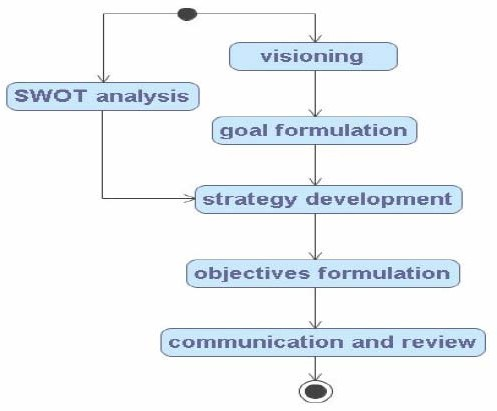 visioning
SWOT analysis
goal formulation
strategy development
objectives formulation
communication and review